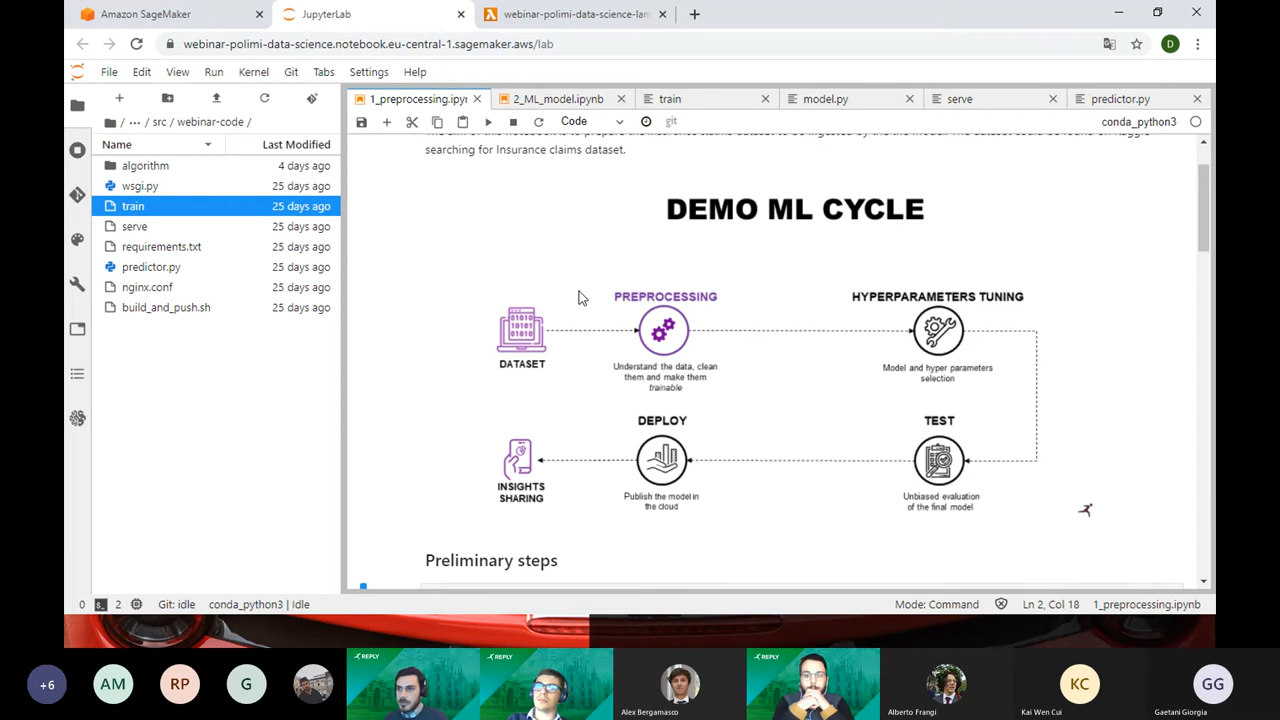 Amazon SageMaker
JupyterLab
webinar-polimi-data-science-lam
webinar-polimi-data-science.notebook.eu-central-1.sagemaker.aws/lab
D
File Edit View Run Kernel Git Tabs Settings Help
1_preprocessing.ipyn
2_ML_model.ipynb
train
model.py
serve
predictor.py
/ ··· / src / webinar-code /
Code
git
conda_python3
Name Last Modified
algorithm 4 days ago
wsgi.py 25 days ago
train 25 days ago
serve 25 days ago
requirements.txt 25 days ago
predictor.py 25 days ago
nginx.conf 25 days ago
build_and_push.sh 25 days ago
searching for Insurance claims dataset.
DEMO ML CYCLE
PREPROCESSING
HYPERPARAMETERS TUNING
01010
10101
01010
DATASET
Understand the data, clean
them and make them
trainable
Model and hyper parameters
selection
DEPLOY
TEST
INSIGHTS
SHARING
Publish the model in
the cloud
Unbiased evaluation
of the final model
Preliminary steps
0 2 Git: idle conda_python3 | Idle Mode: Command Ln 2, Col 18 1_preprocessing.ipynb
+6
AM
RP
G
REPLY
REPLY
Alex Bergamasco
REPLY
Alberto Frangi
KC
Kai Wen Cui
GG
Gaetani Giorgia